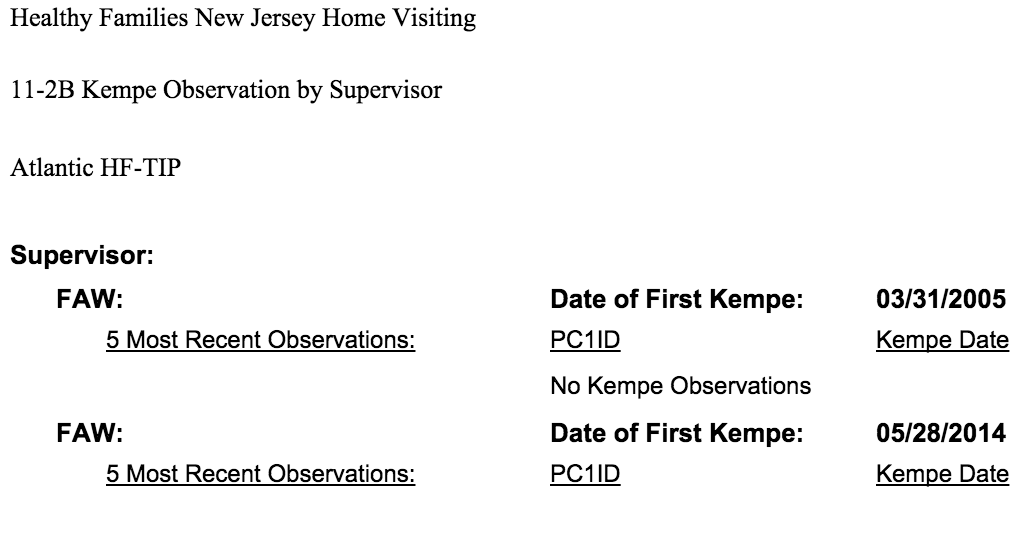 Healthy Families New Jersey Home Visiting
11-2B Kempe Observation by Supervisor
Atlantic HF-TIP
Supervisor:
FAW: Date of First Kempe: 03/31/2005
5 Most Recent Observations: PC1ID Kempe Date
No Kempe Observations
FAW: Date of First Kempe: 05/28/2014
5 Most Recent Observations: PC1ID Kempe Date